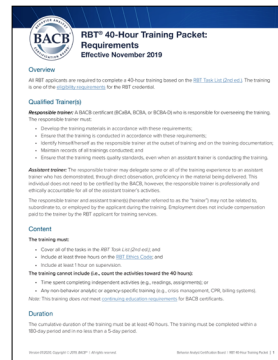 BACB
RBT® 40-Hour Training Packet:
Requirements
Effective November 2019
Overview
All RBT applicants are required to complete a 40-hour training based on the RBT Task List (2nd ed.). The training
is one of the eligibility requirements for the RBT credential.
Qualified Trainer(s)
Responsible trainer: A BACB certificant (BCaBA, BCBA, or BCBA-D) who is responsible for overseeing the training.
The responsible trainer must:
• Develop the training materials in accordance with these requirements;
• Ensure that the training is conducted in accordance with these requirements;
• Identify himself/herself as the responsible trainer at the outset of training and on the training documentation;
• Maintain records of all trainings conducted; and
• Ensure that the training meets quality standards, even when an assistant trainer is conducting the training.
Assistant trainer: The responsible trainer may delegate some or all of the training experience to an assistant
trainer who has demonstrated, through direct observation, proficiency in the material being delivered. This
individual does not need to be certified by the BACB, however, the responsible trainer is professionally and
ethically accountable for all of the assistant trainer's activities.
The responsible trainer and assistant trainer(s) (hereafter referred to as the "trainer") may not be related to,
subordinate to, or employed by the applicant during the training. Employment does not include compensation
paid to the trainer by the RBT applicant for training services.
Content
The training must:
• Cover all of the tasks in the RBT Task List (2nd ed.); and
• Include at least three hours on the RBT Ethics Code; and
• Include at least 1 hour on supervision.
The training cannot include (i.e., count the activities toward the 40 hours):
• Time spent completing independent activities (e.g., readings, assignments); or
• Any non-behavior analytic or agency-specific training (e.g., crisis management, CPR, billing systems).
Note: This training does not meet continuing education requirements for BACB certificants.
Duration
The cumulative duration of the training must be at least 40 hours. The training must be completed within a
180-day period and in no less than a 5-day period.